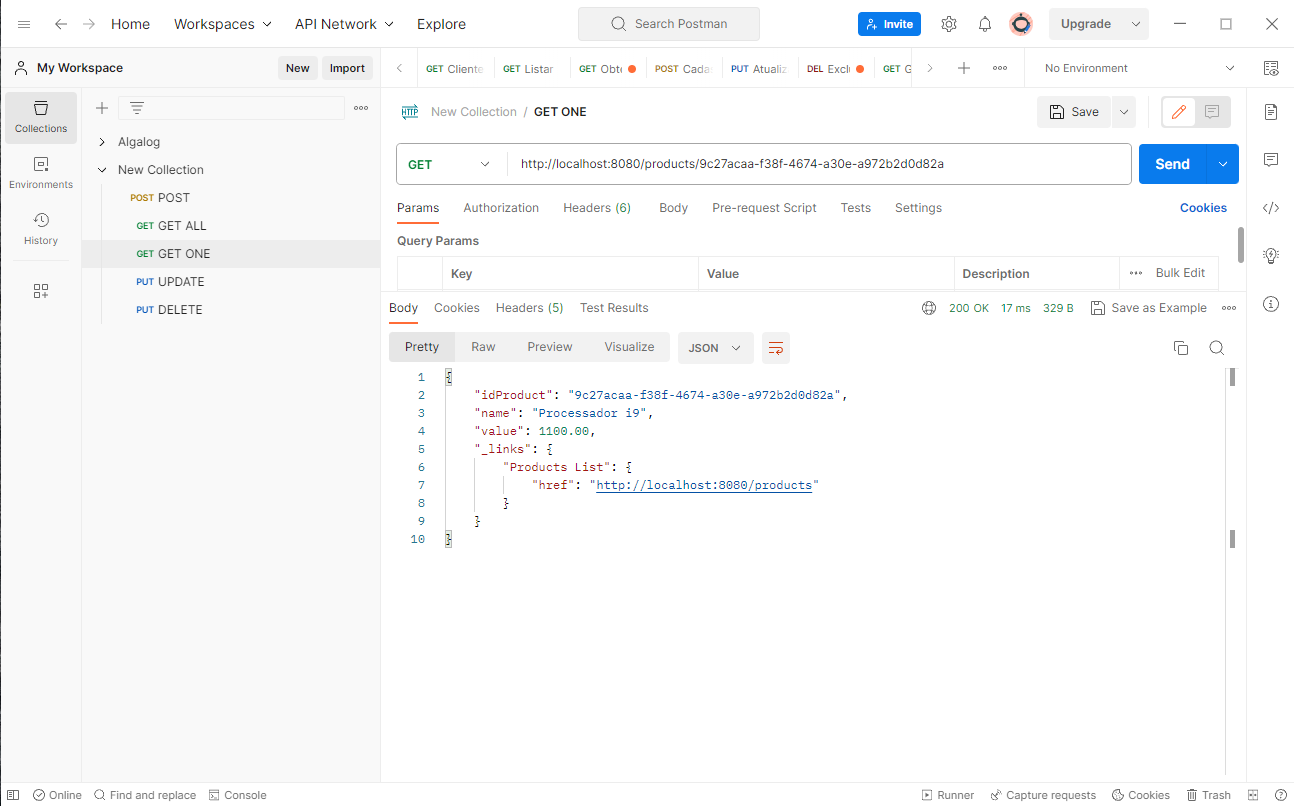 Home Workspaces API Network Explore Search Postman Invite Upgrade
My Workspace New Import GET Cliente GET Listar GET Obte POST Cada PUT Atualiz DEL Exclu GET G No Environment
Collections
Environments
History
Algalog
New Collection
POST POST
GET GET ALL
GET GET ONE
PUT UPDATE
PUT DELETE
HTTP New Collection / GET ONE Save
GET http://localhost:8080/products/9c27acaa-f38f-4674-a30e-a972b2d0d82a Send
Params Authorization Headers (6) Body Pre-request Script Tests Settings Cookies
Query Params
Key Value Description Bulk Edit
Body Cookies Headers (5) Test Results 200 OK 17 ms 329 B Save as Example
Pretty Raw Preview Visualize JSON
1 {
2 "idProduct": "9c27acaa-f38f-4674-a30e-a972b2d0d82a",
3 "name": "Processador i9",
4 "value": 1100.00,
5 "_links": {
6 "Products List": {
7 "href": "http://localhost:8080/products"
8 }
9 }
10 }
Online Find and replace Console Runner Capture requests Cookies Trash